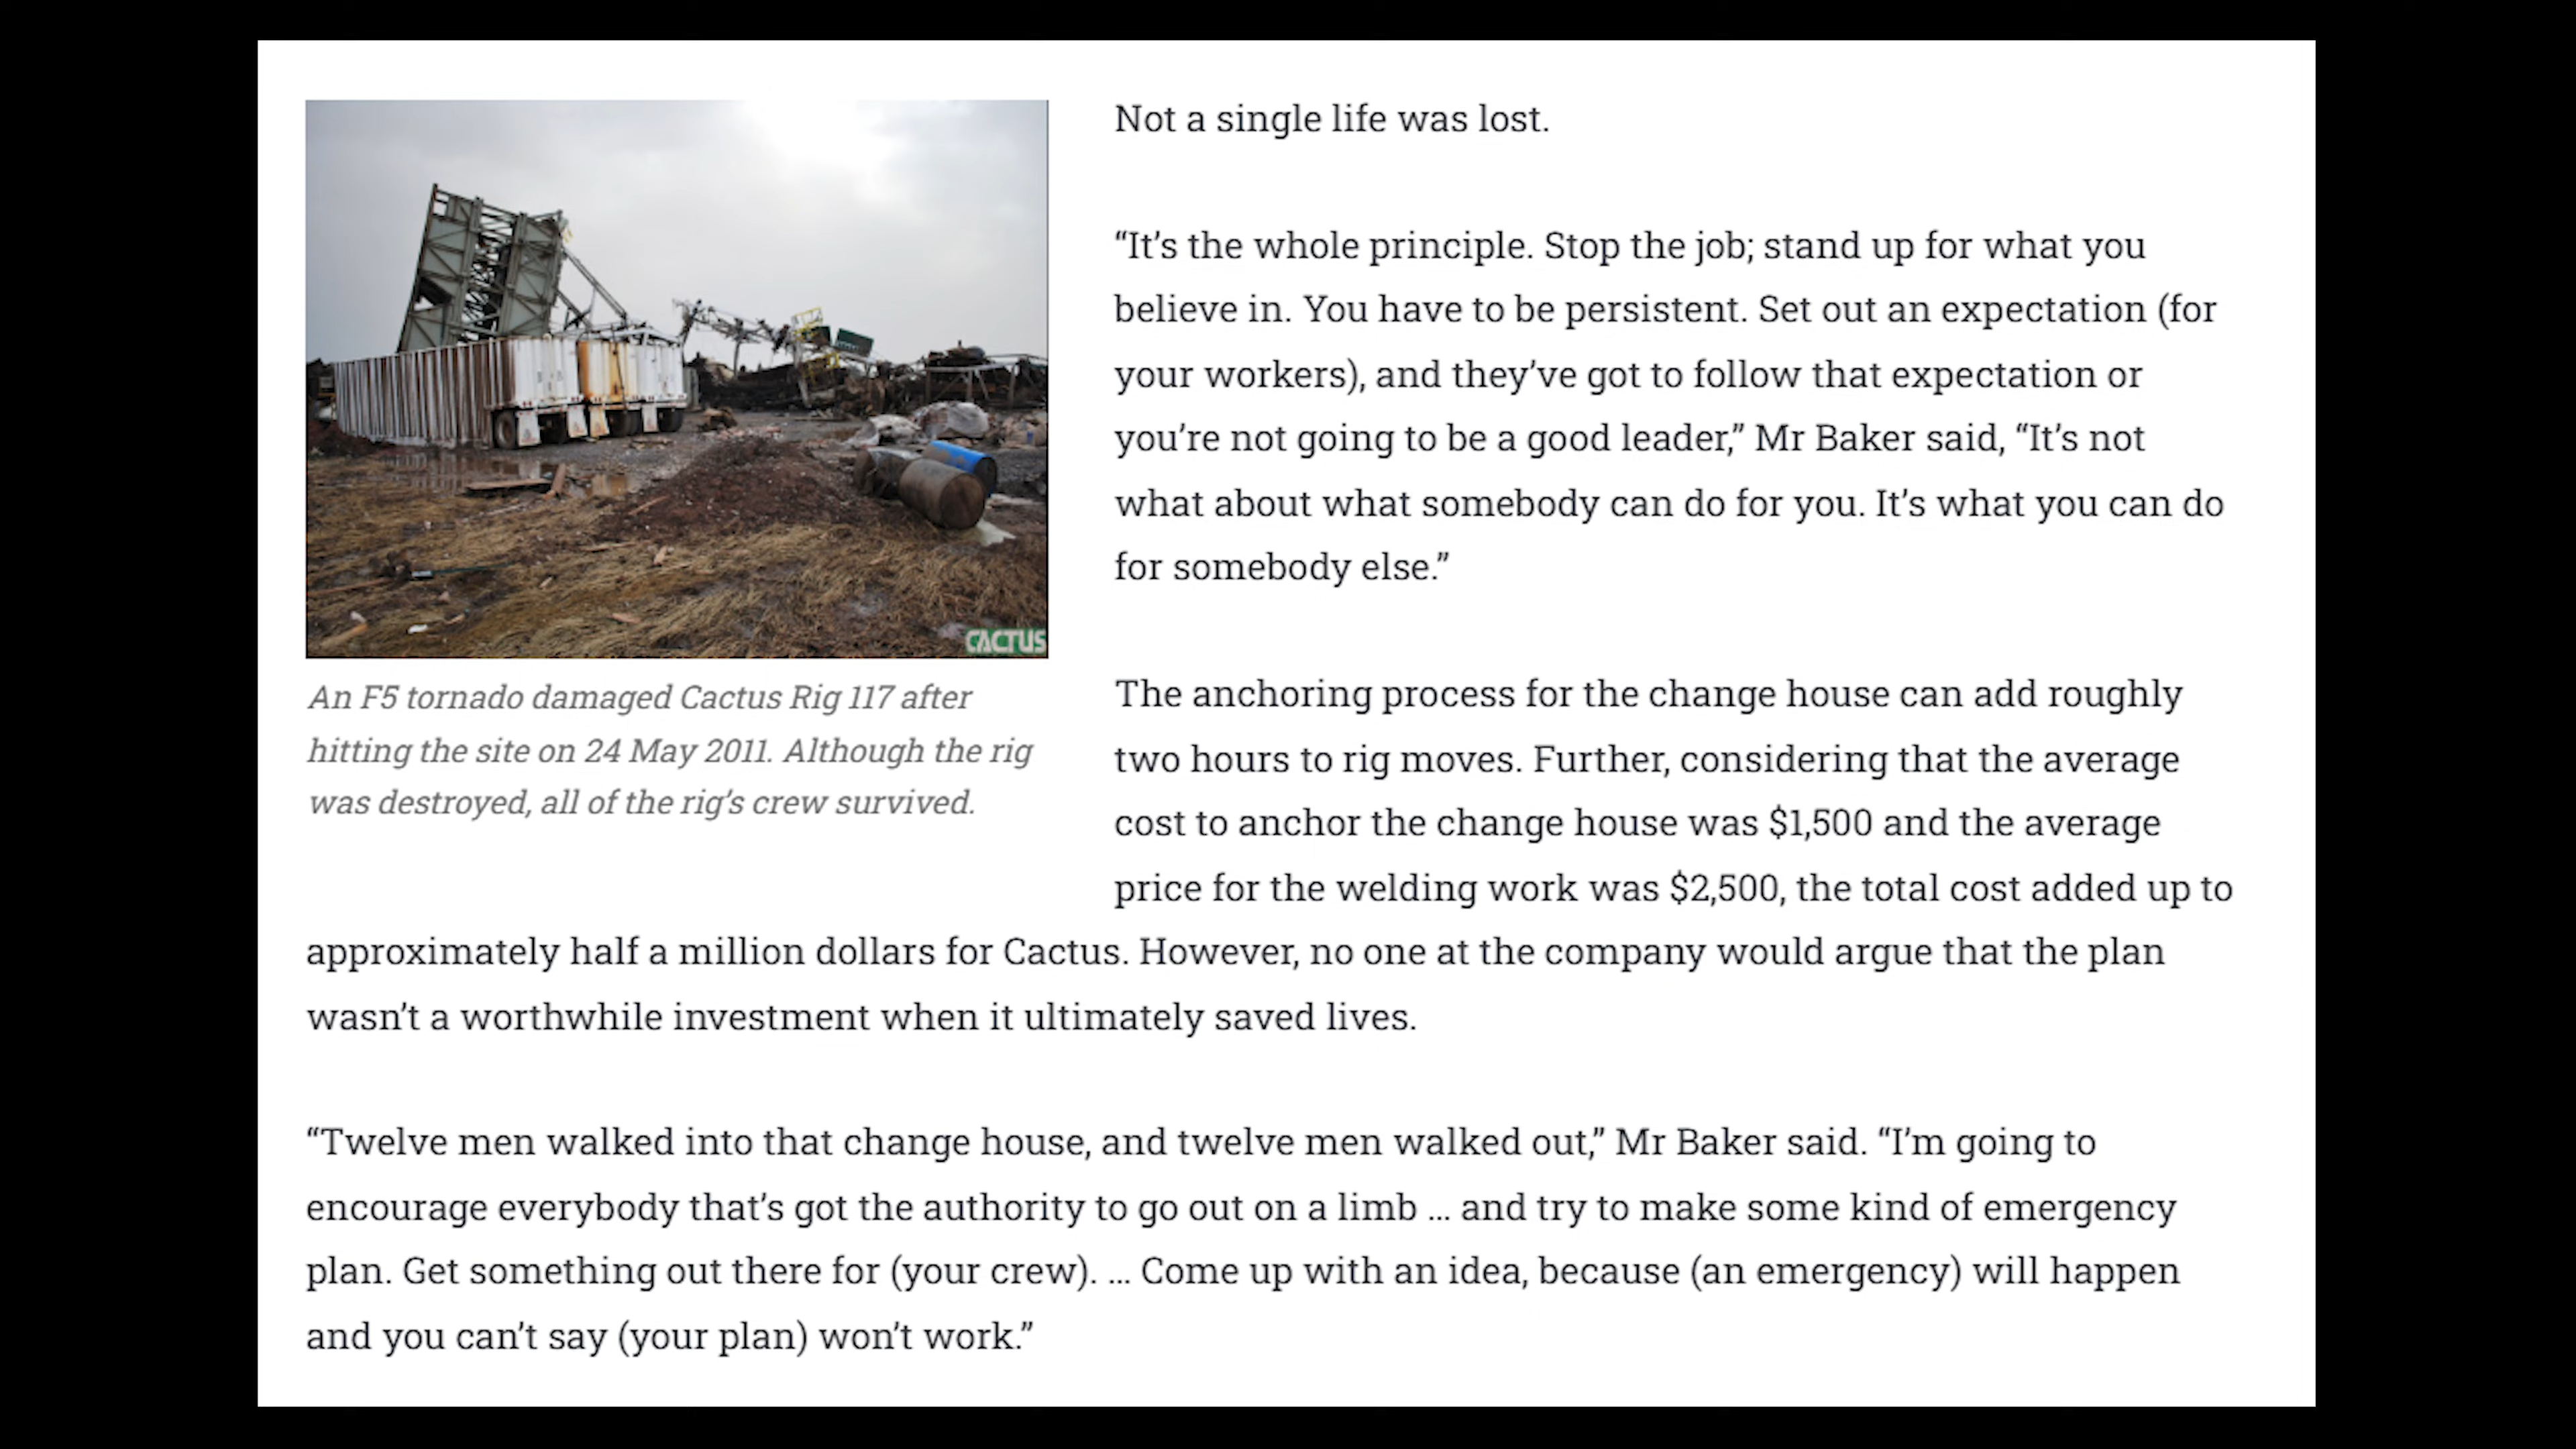 Not a single life was lost.
“It’s the whole principle. Stop the job; stand up for what you
believe in. You have to be persistent. Set out an expectation (for
your workers), and they’ve got to follow that expectation or
you’re not going to be a good leader,” Mr Baker said, “It’s not
what about what somebody can do for you. It’s what you can do
for somebody else.”
CACTUS
An F5 tornado damaged Cactus Rig 117 after
hitting the site on 24 May 2011. Although the rig
was destroyed, all of the rig’s crew survived.
The anchoring process for the change house can add roughly
two hours to rig moves. Further, considering that the average
cost to anchor the change house was $1,500 and the average
price for the welding work was $2,500, the total cost added up to
approximately half a million dollars for Cactus. However, no one at the company would argue that the plan
wasn’t a worthwhile investment when it ultimately saved lives.
“Twelve men walked into that change house, and twelve men walked out,” Mr Baker said. “I’m going to
encourage everybody that’s got the authority to go out on a limb … and try to make some kind of emergency
plan. Get something out there for (your crew). … Come up with an idea, because (an emergency) will happen
and you can’t say (your plan) won’t work.”